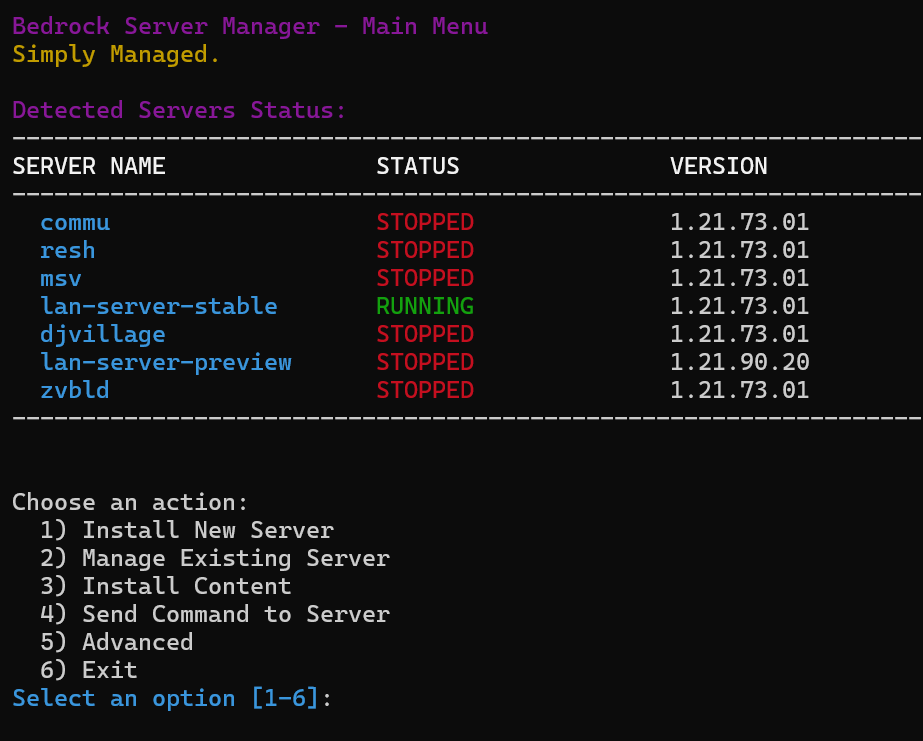 Bedrock Server Manager - Main Menu
Simply Managed.
Detected Servers Status:
-----------------------------------------------------------------
SERVER NAME               STATUS               VERSION
-----------------------------------------------------------------
  commu                   STOPPED              1.21.73.01
  resh                    STOPPED              1.21.73.01
  msv                     STOPPED              1.21.73.01
  lan-server-stable       RUNNING              1.21.73.01
  djvillage               STOPPED              1.21.73.01
  lan-server-preview      STOPPED              1.21.90.20
  zvbld                   STOPPED              1.21.73.01
-----------------------------------------------------------------
Choose an action:
  1) Install New Server
  2) Manage Existing Server
  3) Install Content
  4) Send Command to Server
  5) Advanced
  6) Exit
Select an option [1-6]: